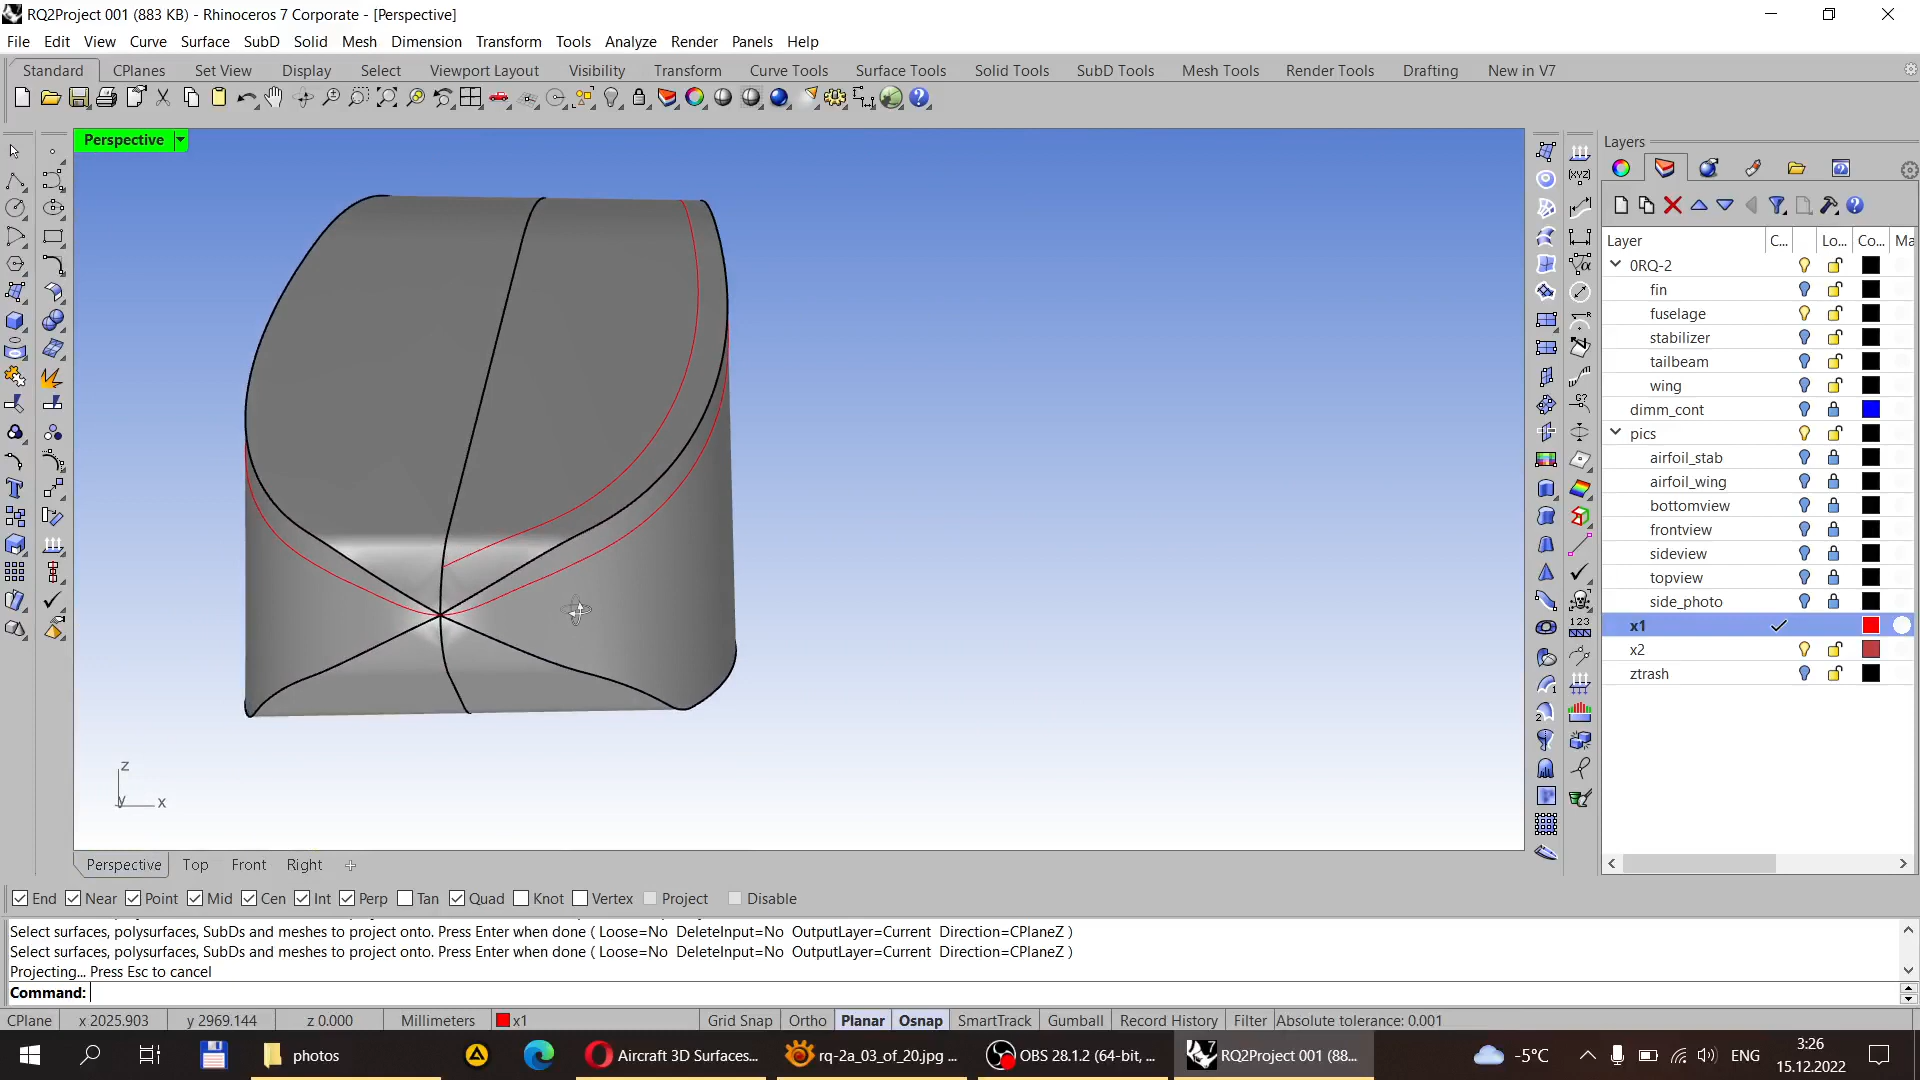 RQ2Project 001 (883 KB) - Rhinoceros 7 Corporate - [Perspective]
File Edit View Curve Surface SubD Solid Mesh Dimension Transform Tools Analyze Render Panels Help
Standard CPlanes Set View Display Select Viewport Layout Visibility Transform Curve Tools Surface Tools Solid Tools SubD Tools Mesh Tools Render Tools Drafting New in V7
Perspective
Layers
Layer C... Lo... Co... Ma
0RQ-2
fin
fuselage
stabilizer
tailbeam
wing
dimm_cont
pics
airfoil_stab
airfoil_wing
bottomview
frontview
sideview
topview
side_photo
x1
x2
ztrash
z
y x
Perspective Top Front Right
End Near Point Mid Cen Int Perp Tan Quad Knot Vertex Project Disable
Select surfaces, polysurfaces, SubDs and meshes to project onto. Press Enter when done ( Loose=No DeleteInput=No OutputLayer=Current Direction=CPlaneZ )
Select surfaces, polysurfaces, SubDs and meshes to project onto. Press Enter when done ( Loose=No DeleteInput=No OutputLayer=Current Direction=CPlaneZ )
Projecting... Press Esc to cancel
Command:
CPlane x 2025.903 y 2969.144 z 0.000 Millimeters x1 Grid Snap Ortho Planar Osnap SmartTrack Gumball Record History Filter Absolute tolerance: 0.001
photos Aircraft 3D Surfaces... rq-2a_03_of_20.jpg ... OBS 28.1.2 (64-bit, ... RQ2Project 001 (88... -5°C ENG 3:26
15.12.2022